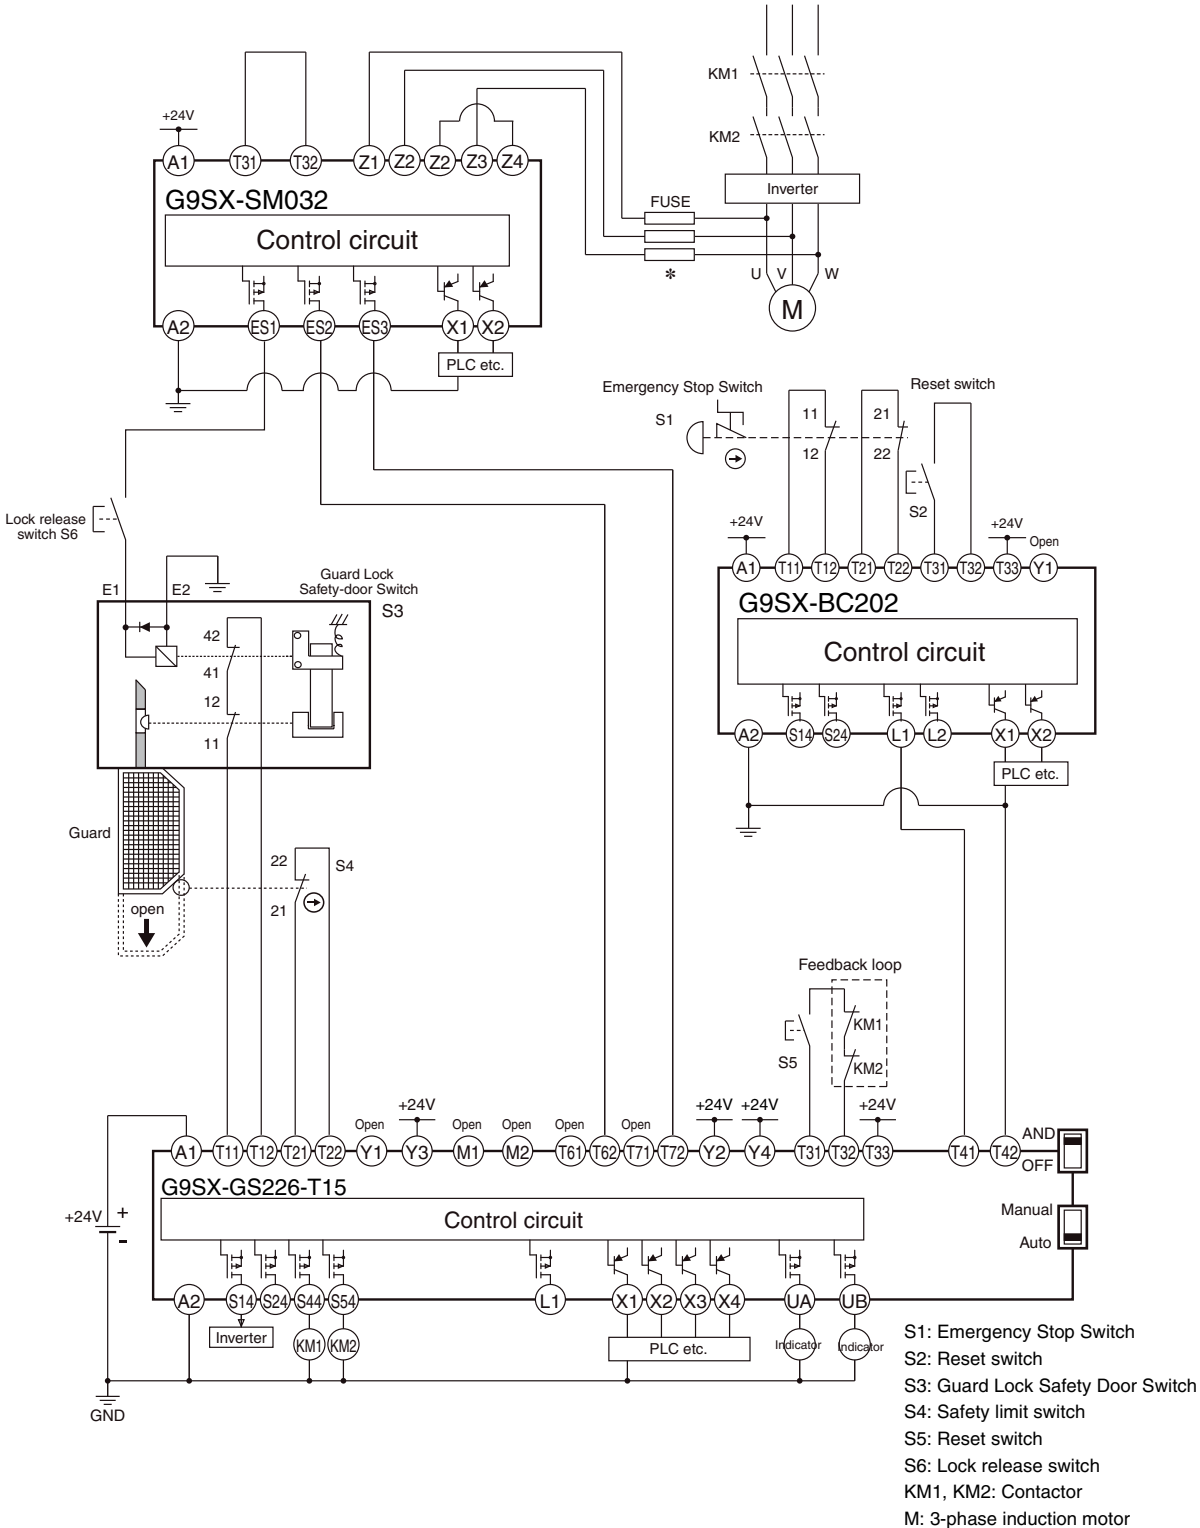 KM1
+24V
KM2
A1 T31 T32 Z1 Z2 Z2 Z3 Z4
G9SX-SM032
Inverter
FUSE
Control circuit
*
U V W
M
A2 ES1 ES2 ES3 X1 X2
PLC etc.
Emergency Stop Switch
Reset switch
S1
11
21
12
22
S2
Lock release
switch S6
+24V
+24V
Open
A1 T11 T12 T21 T22 T31 T32 T33 Y1
E1 E2
Guard Lock
Safety-door Switch
S3
G9SX-BC202
42
41
12
11
Control circuit
A2 S14 S24 L1 L2 X1 X2
PLC etc.
Guard
22
S4
21
open
Feedback loop
KM1
S5
KM2
Open
+24V
Open
Open
Open
Open
+24V
+24V
+24V
A1 T11 T12 T21 T22 Y1 Y3 M1 M2 T61 T62 T71 T72 Y2 Y4 T31 T32 T33 T41 T42
AND
OFF
G9SX-GS226-T15
+24V
+
-
Control circuit
Manual
Auto
A2 S14 S24 S44 S54 L1 X1 X2 X3 X4 UA UB
Inverter
KM1
KM2
PLC etc.
Indicator
Indicator
GND
S1: Emergency Stop Switch
S2: Reset switch
S3: Guard Lock Safety Door Switch
S4: Safety limit switch
S5: Reset switch
S6: Lock release switch
KM1, KM2: Contactor
M: 3-phase induction motor